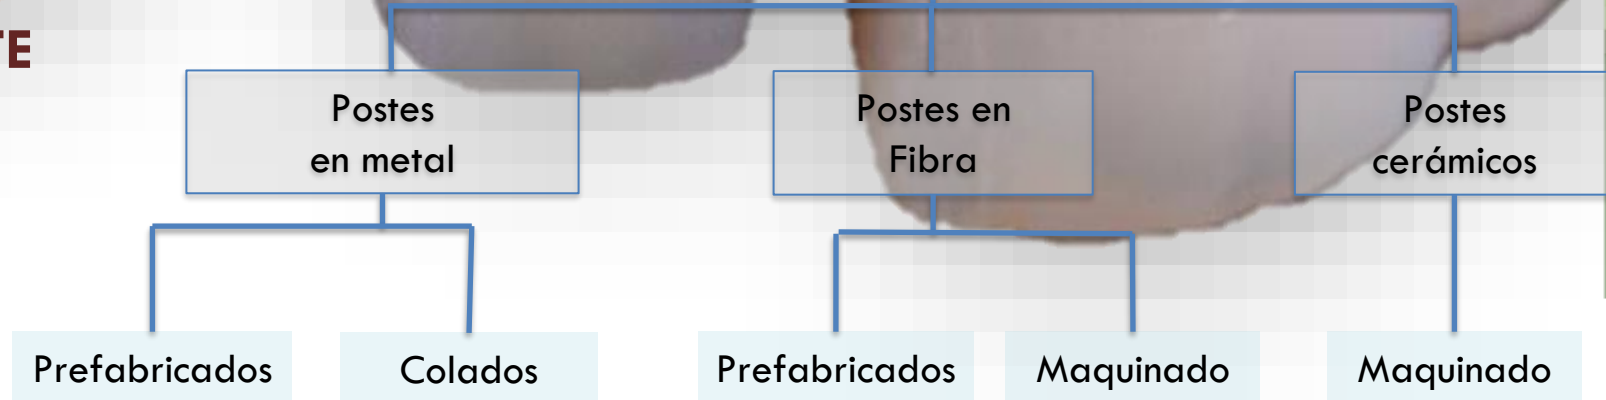 TE
Postes
en metal
Postes en
Fibra
Postes
cerámicos
Prefabricados
Colados
Prefabricados
Maquinado
Maquinado